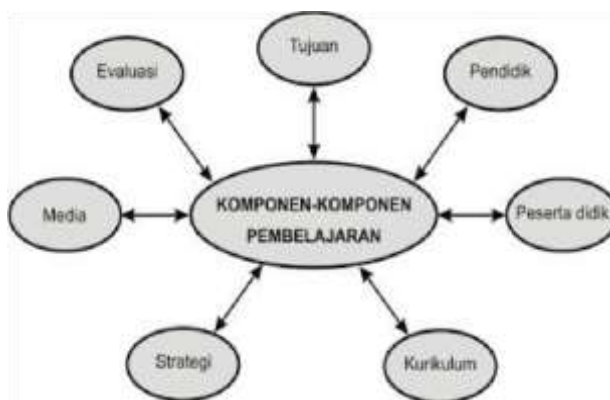 Tujuan
Evaluasi
Pendidik
KOMPONEN-KOMPONEN
PEMBELAJARAN
Media
Peserta didik
Strategi
Kurikulum